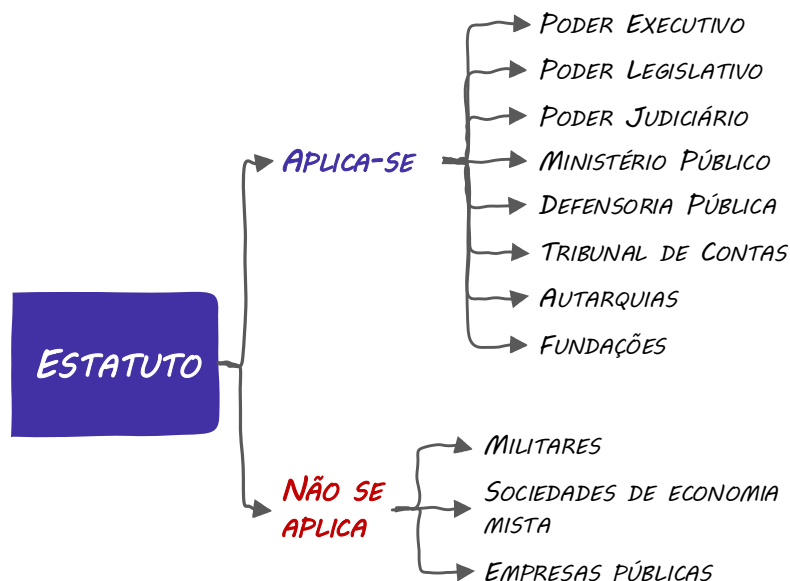 Poder Executivo
Poder Legislativo
Poder Judiciário
Aplica-se
Ministério Público
Defensoria Pública
Tribunal de Contas
Autarquias
Fundações
Estatuto
Militares
Não se
aplica
Sociedades de economia
mista
Empresas públicas